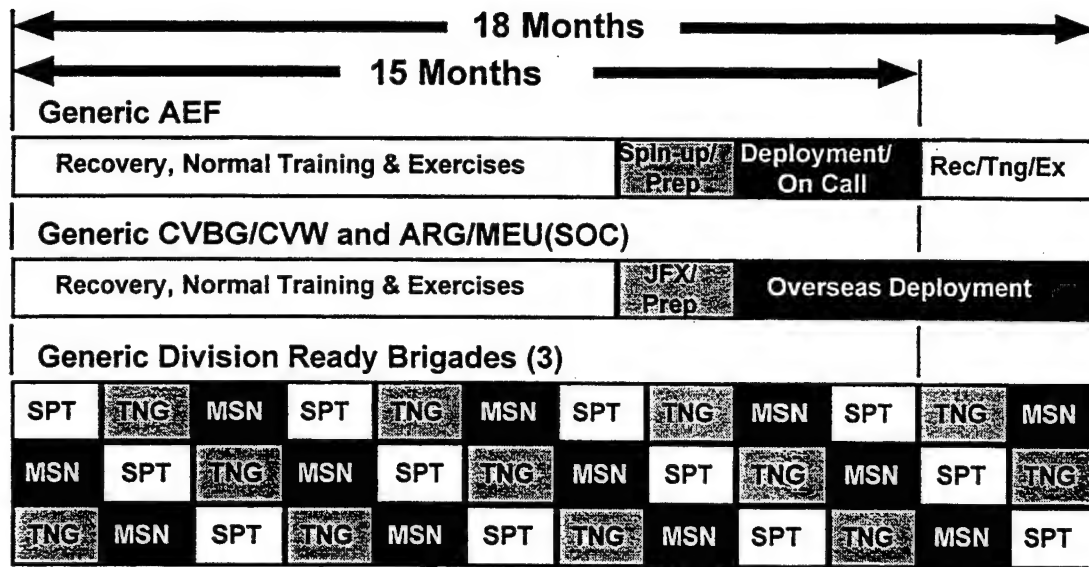 18 Months
15 Months
Generic AEF
Recovery, Normal Training & Exercises
Spin-up/
Prep
Deployment/
On Call
Rec/Tng/Ex
Generic CVBG/CVW and ARG/MEU(SOC)
Recovery, Normal Training & Exercises
JFX/
Prep
Overseas Deployment
Generic Division Ready Brigades (3)
SPT TNG MSN SPT TNG MSN SPT TNG MSN SPT TNG MSN
MSN SPT TNG MSN SPT TNG MSN SPT TNG MSN SPT TNG
TNG MSN SPT TNG MSN SPT TNG MSN SPT TNG MSN SPT